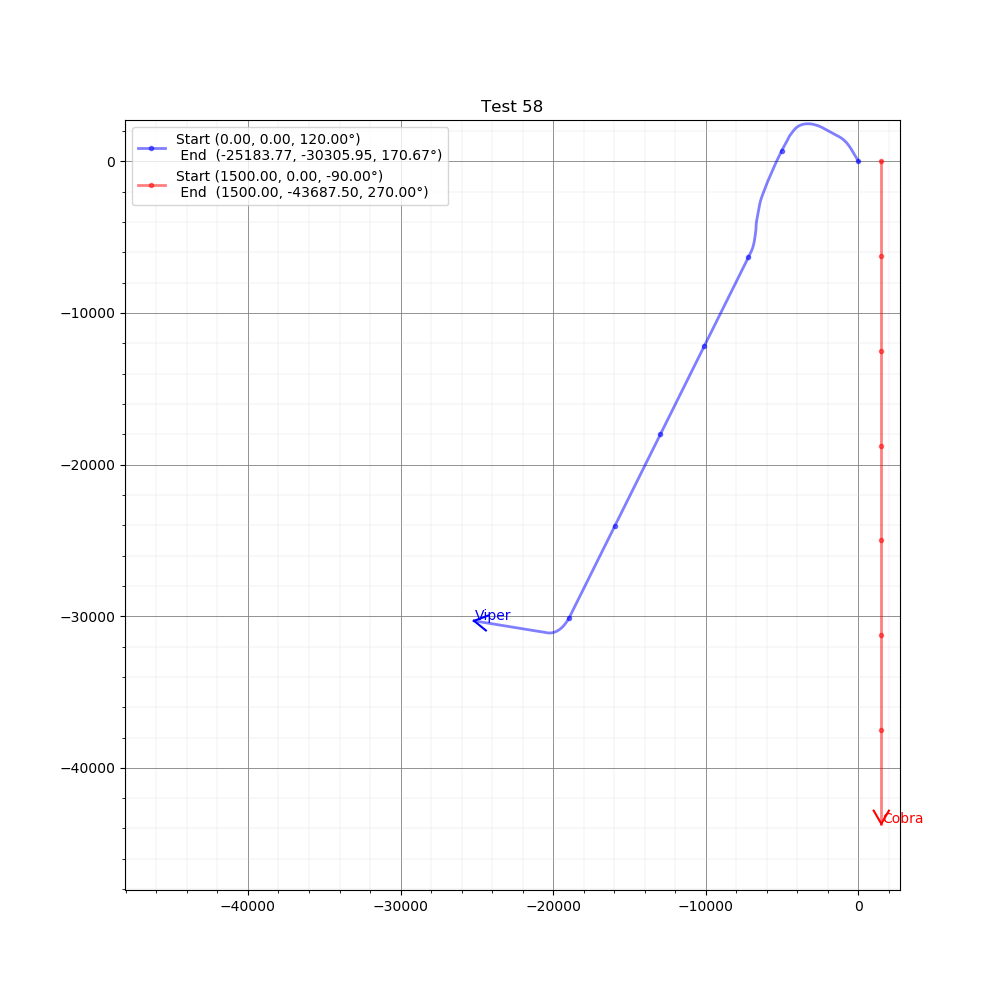 Test 58
Start (0.00, 0.00, 120.00°)
End  (-25183.77, -30305.95, 170.67°)
Start (1500.00, 0.00, -90.00°)
End  (1500.00, -43687.50, 270.00°)
0
−10000
−20000
−30000
−40000
Viper
Cobra
−40000
−30000
−20000
−10000
0